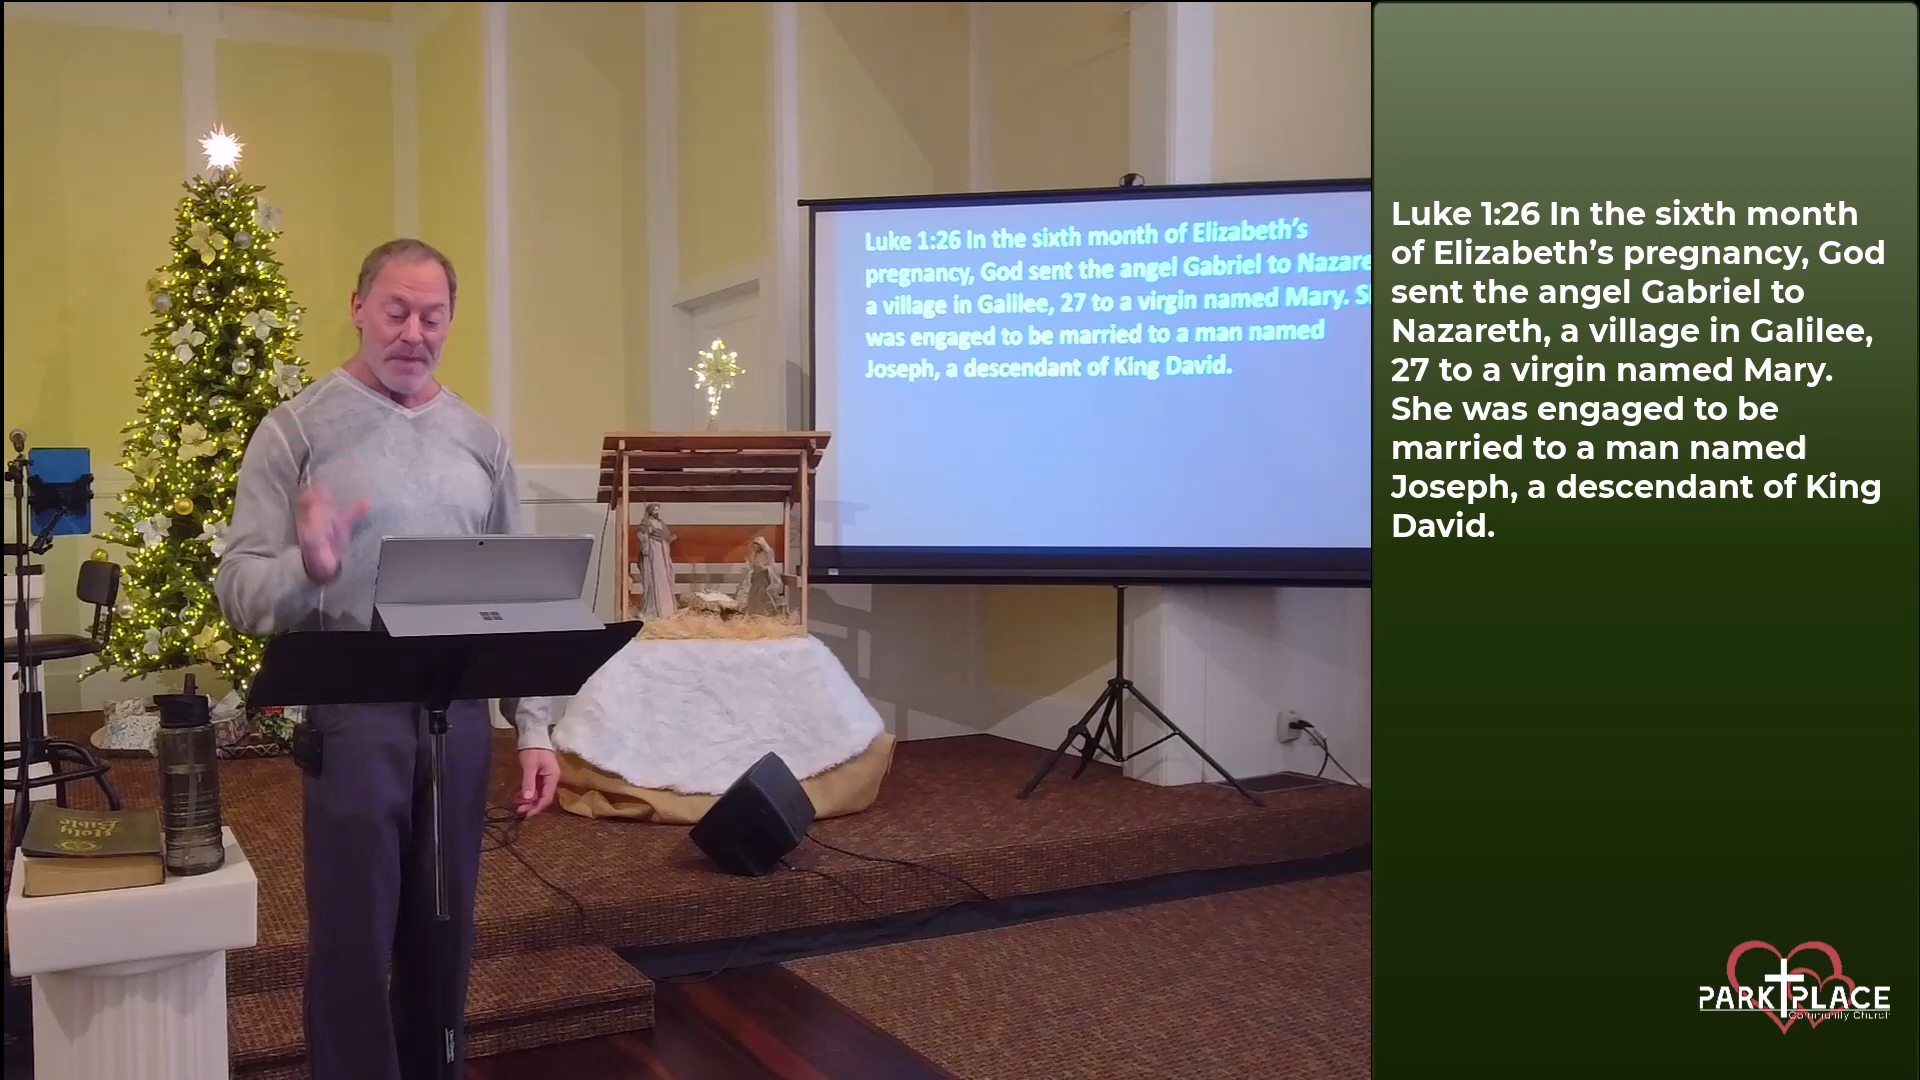 Luke 1:26 In the sixth month of Elizabeth's
pregnancy, God sent the angel Gabriel to Nazare
a village in Galilee, 27 to a virgin named Mary. S
was engaged to be married to a man named
Joseph, a descendant of King David.
Luke 1:26 In the sixth month
of Elizabeth's pregnancy, God
sent the angel Gabriel to
Nazareth, a village in Galilee,
27 to a virgin named Mary.
She was engaged to be
married to a man named
Joseph, a descendant of King
David.
Holy
Bible
PARK PLACE
Community Church